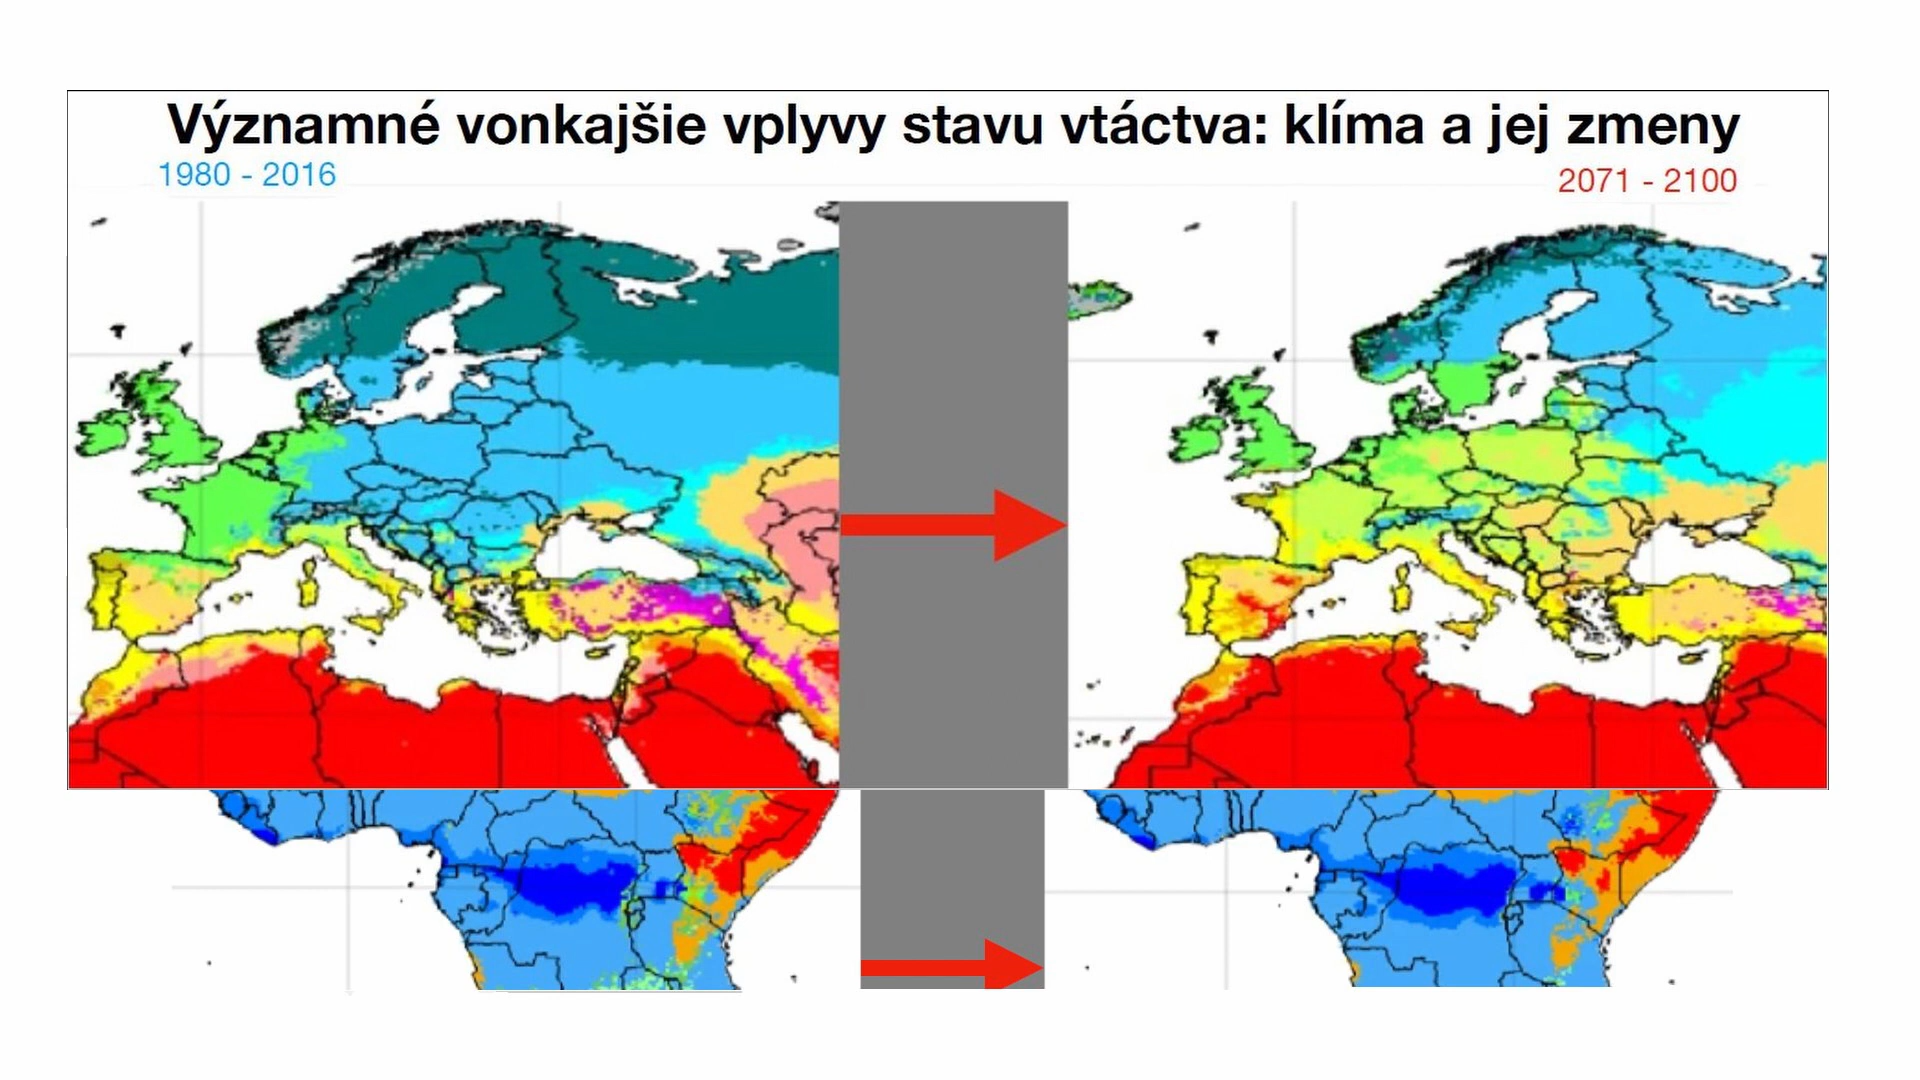 Významné vonkajšie vplyvy stavu vtáctva: klíma a jej zmeny
1980 - 2016
2071 - 2100